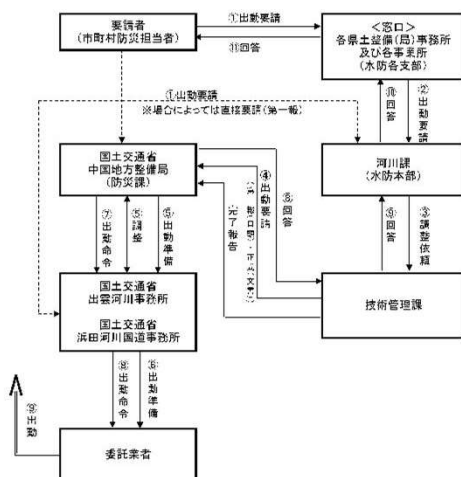 要請者
(市町村防災担当者)
①出動要請
⑪回答
<窓口>
各県土整備(局)事務所
及び各事業所
(水防各支部)
①出動要請
※場合によっては直接要請(第一報)
⑩回答
②出動要請
国土交通省
中国地方整備局
(防災課)
河川課
(水防本部)
④出動要請
⑧回答
完了報告
⑨回答
③調整依頼
⑦出動命令
⑤調整
⑥出動準備
国土交通省
出雲河川事務所
国土交通省
浜田河川国道事務所
技術管理課
⑧出動命令
⑥出動準備
⑨出動
委託業者